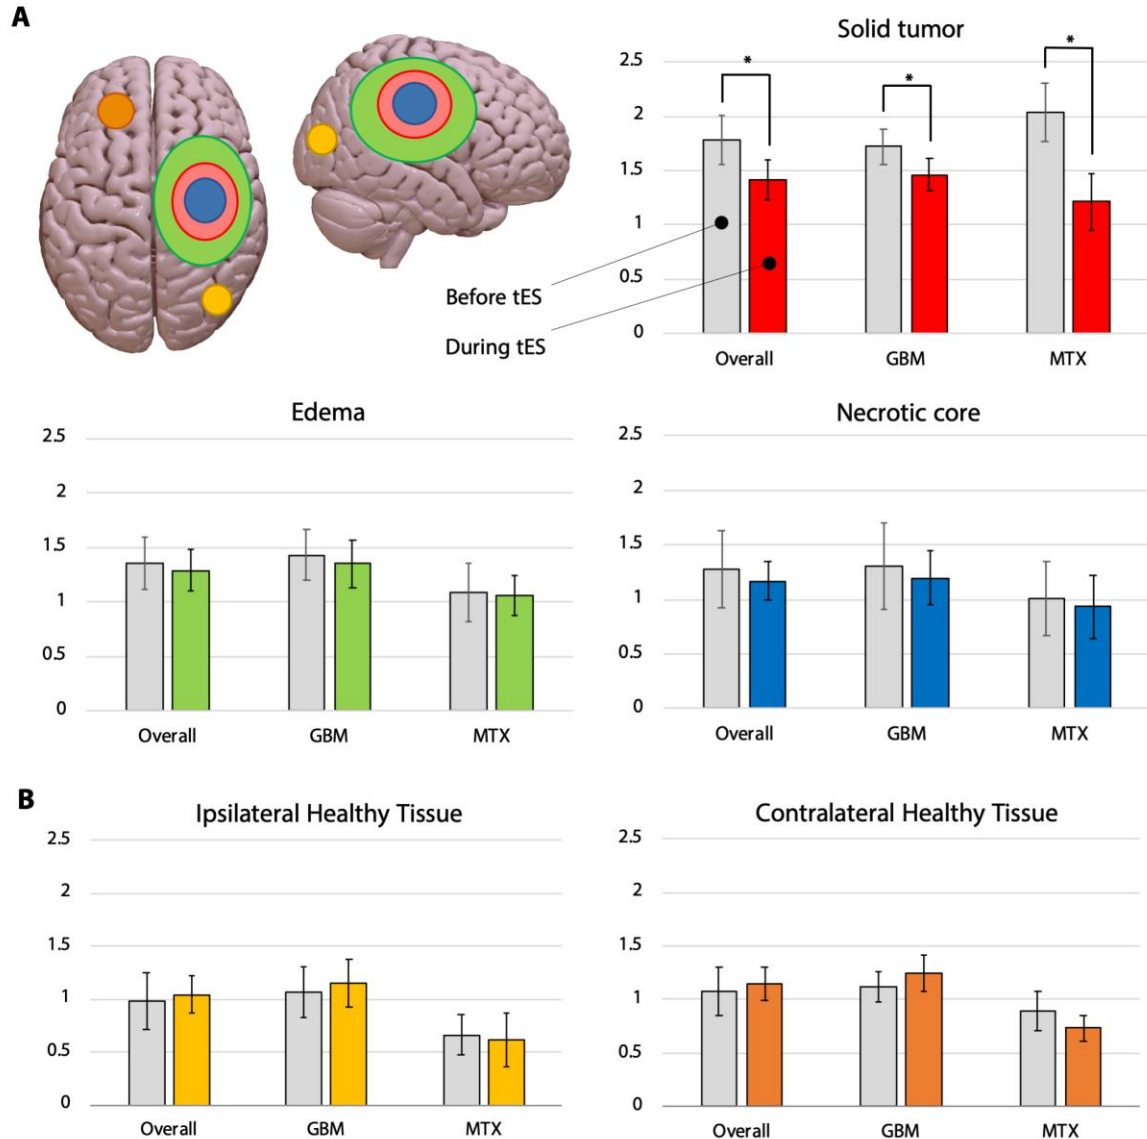 A
Solid tumor
2.5
2
1.5
1
0.5
0
*
*
*
Before tES
During tES
Overall GBM MTX
Edema
2.5
2
1.5
1
0.5
0
Overall GBM MTX
Necrotic core
2.5
2
1.5
1
0.5
0
Overall GBM MTX
B
Ipsilateral Healthy Tissue
2.5
2
1.5
1
0.5
0
Overall GBM MTX
Contralateral Healthy Tissue
2.5
2
1.5
1
0.5
0
Overall GBM MTX